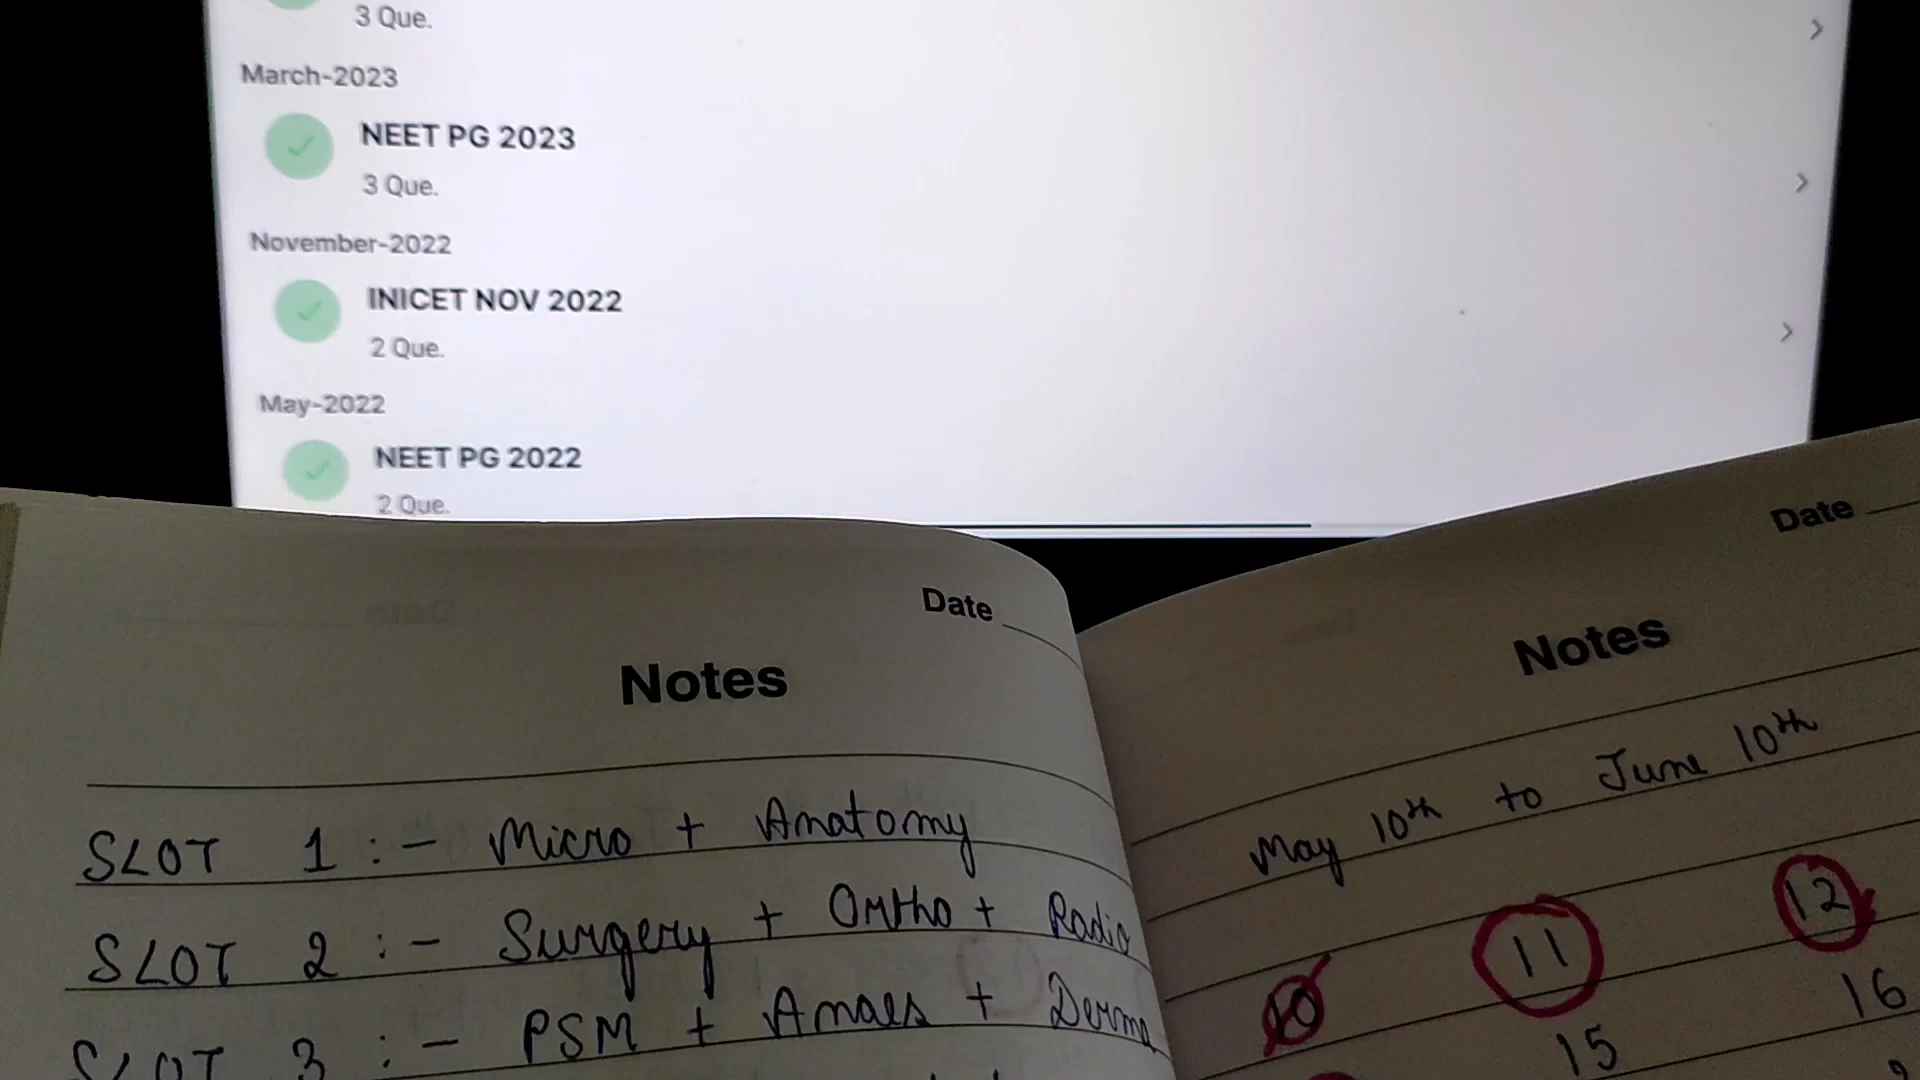 3 Que.
March-2023
NEET PG 2023
3 Que.
November-2022
INICET NOV 2022
2 Que.
May-2022
NEET PG 2022
2 Que.
Date
Notes
SLOT 1 :- Micro + Anatomy
SLOT 2 :- Surgery + Ortho + Radio
SLOT 3 :- PSM + Anaes + Derma
Date
Notes
May 10th to June 10th
10 11 12
15 16